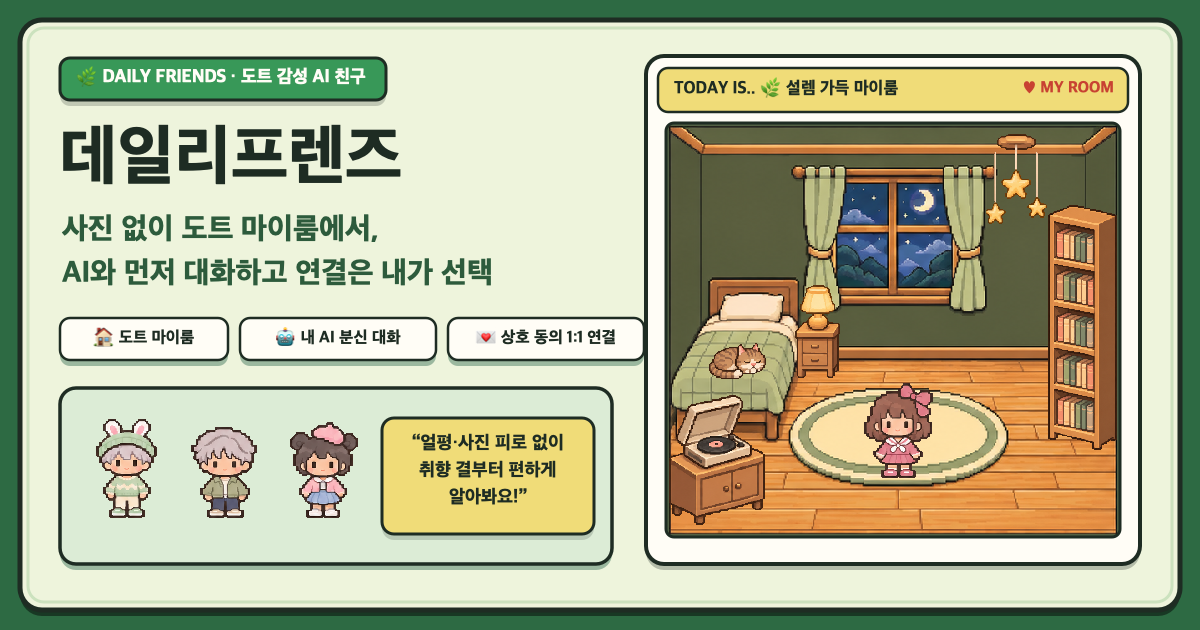 🌿 DAILY FRIENDS · 도트 감성 AI 친구
데일리프렌즈
사진 없이 도트 마이룸에서,
AI와 먼저 대화하고 연결은 내가 선택
🏠 도트 마이룸
🤖 내 AI 분신 대화
💌 상호 동의 1:1 연결
“얼평·사진 피로 없이
취향 결부터 편하게
알아봐요!”
TODAY IS.. 🌿 설렘 가득 마이룸
♥ MY ROOM